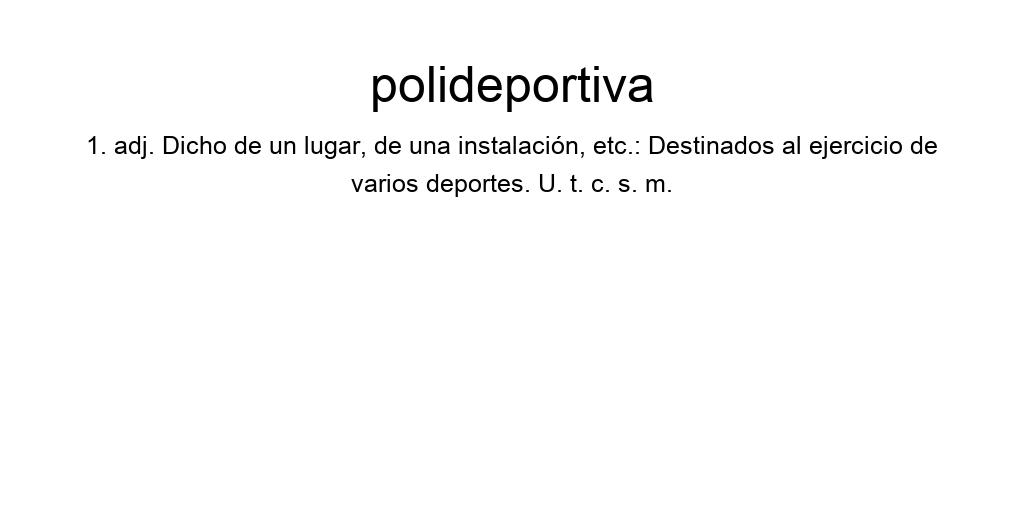 polideportiva
1. adj. Dicho de un lugar, de una instalación, etc.: Destinados al ejercicio de
varios deportes. U. t. c. s. m.